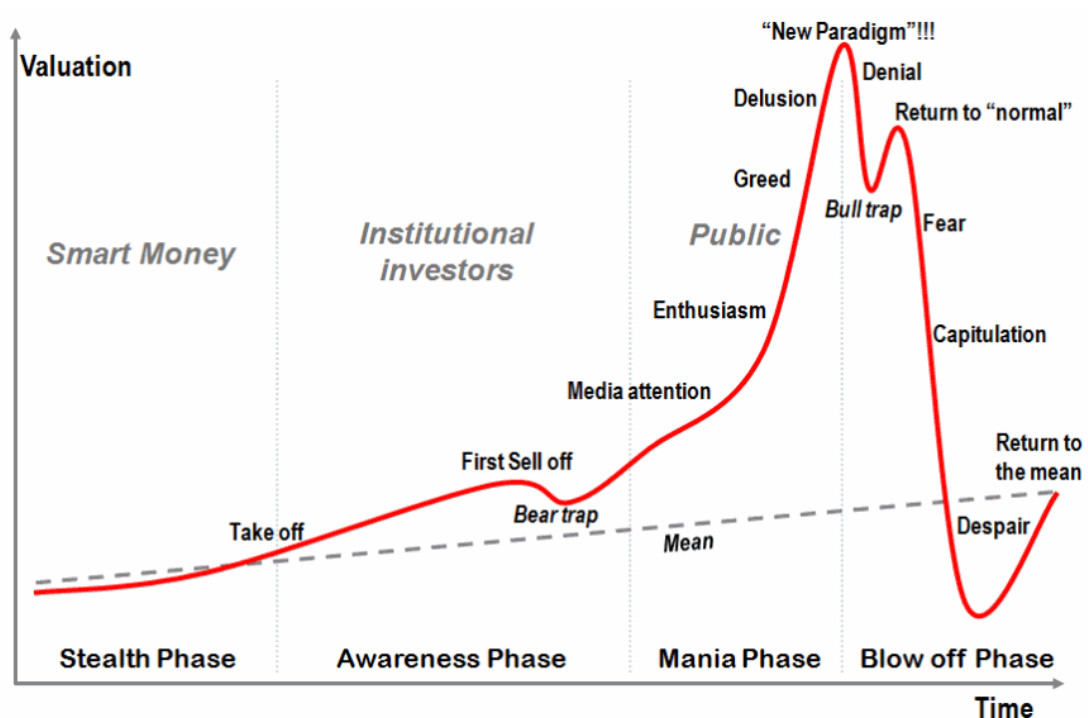 “New Paradigm”!!!
Valuation
Denial
Delusion
Return to “normal”
Greed
Bull trap
Fear
Smart Money
Institutional
investors
Public
Enthusiasm
Capitulation
Media attention
First Sell off
Bear trap
Return to
the mean
Take off
Mean
Despair
Stealth Phase
Awareness Phase
Mania Phase
Blow off Phase
Time